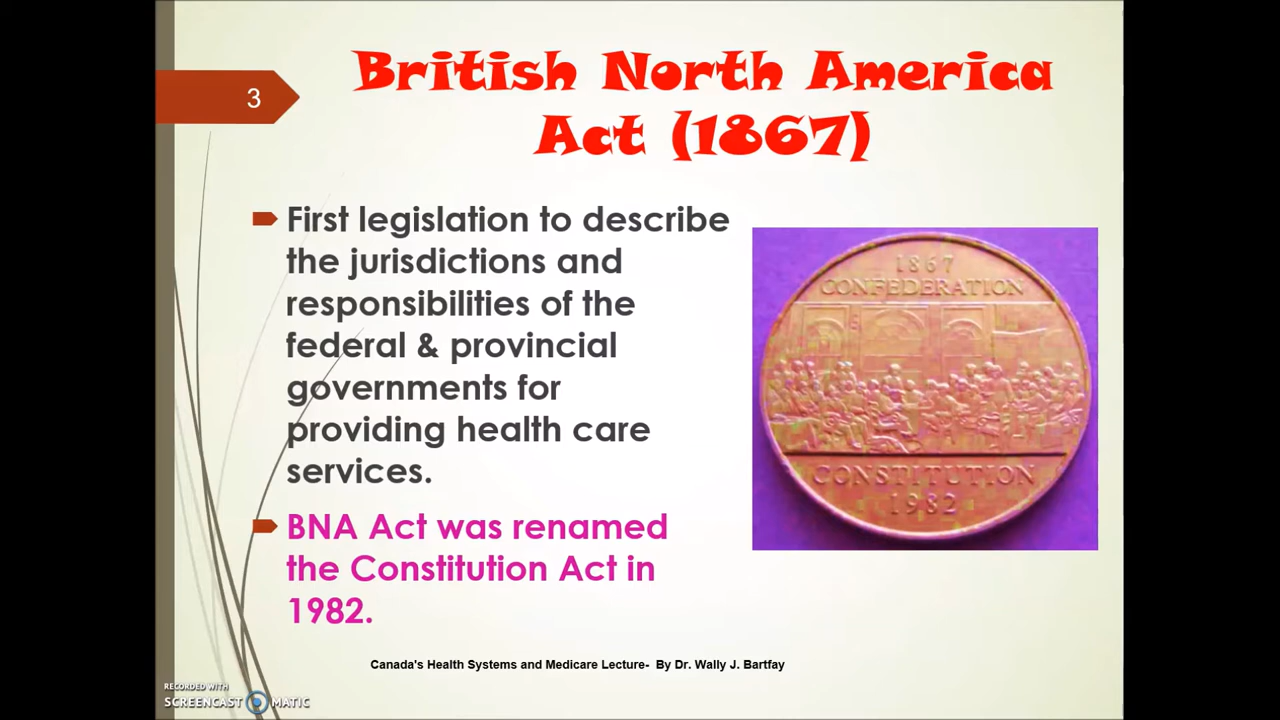 3
British North America
Act (1867)
First legislation to describe
the jurisdictions and
responsibilities of the
federal & provincial
governments for
providing health care
services.
BNA Act was renamed
the Constitution Act in
1982.
1867
CONFEDERATION
CONSTITUTION
1982
Canada's Health Systems and Medicare Lecture- By Dr. Wally J. Bartfay
RECORDED WITH
SCREENCAST MATIC